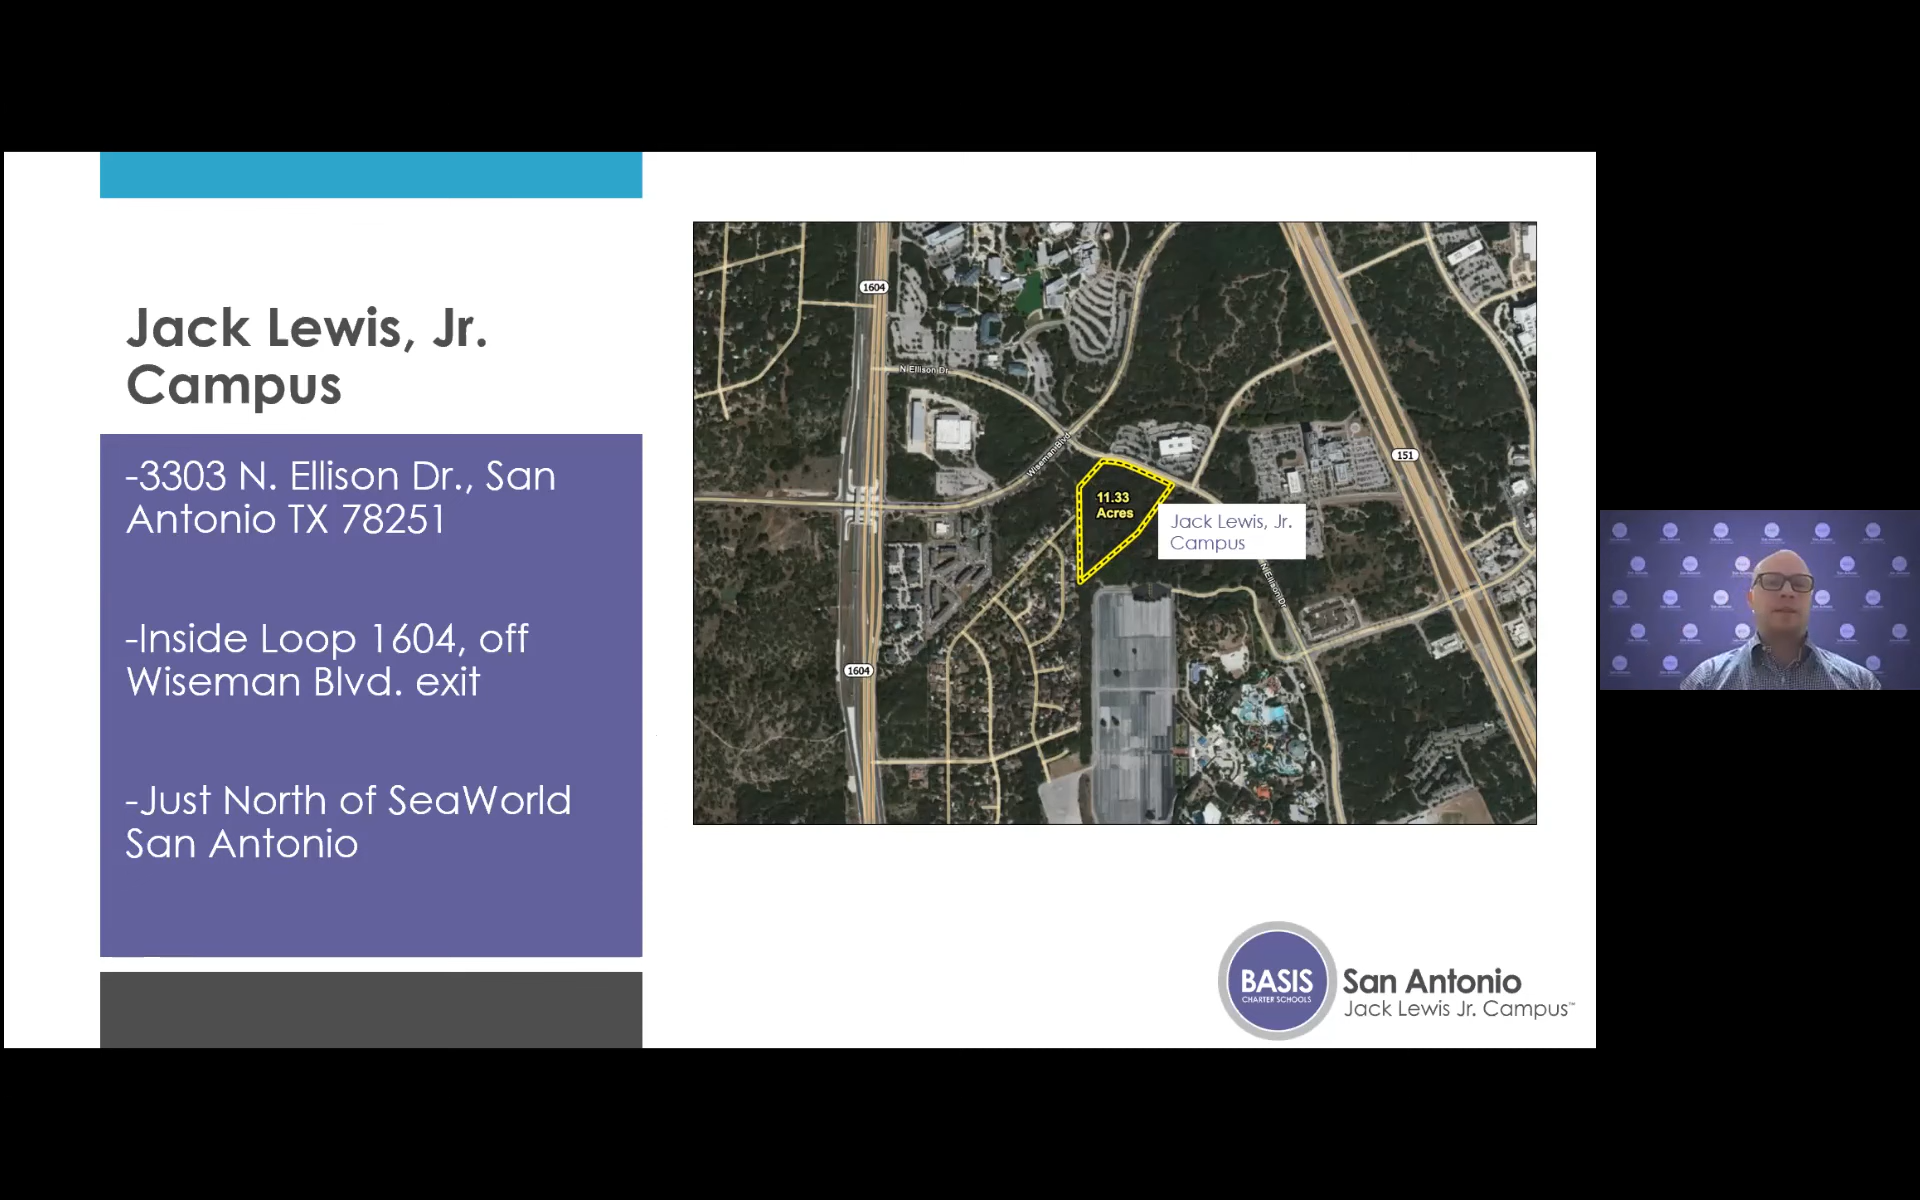 Jack Lewis, Jr.
Campus
-3303 N. Ellison Dr., San
Antonio TX 78251
-Inside Loop 1604, off
Wiseman Blvd. exit
-Just North of SeaWorld
San Antonio
1604
N Ellison Dr
Wiseman Blvd
151
11.33
Acres
Jack Lewis, Jr.
Campus
N Ellison Dr
1604
BASIS
CHARTER SCHOOLS
San Antonio
Jack Lewis Jr. Campus™